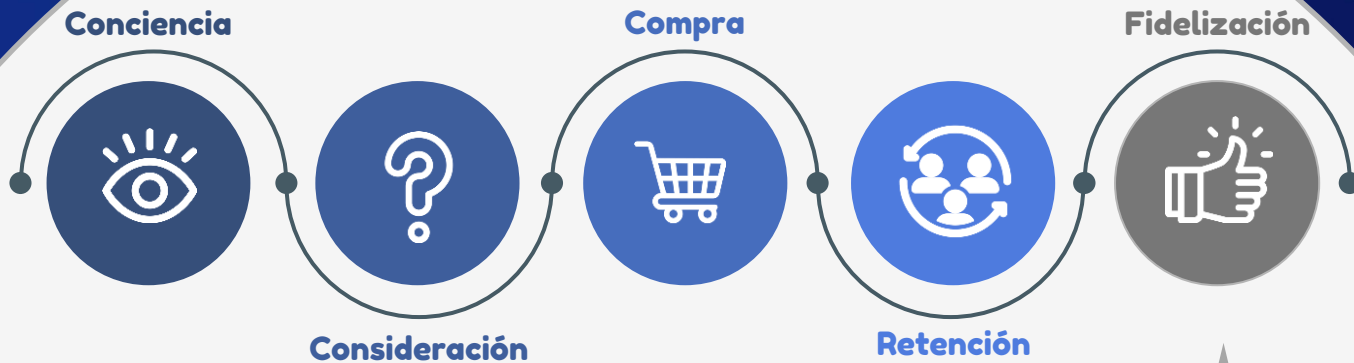 Conciencia
Consideración
Compra
Retención
Fidelización